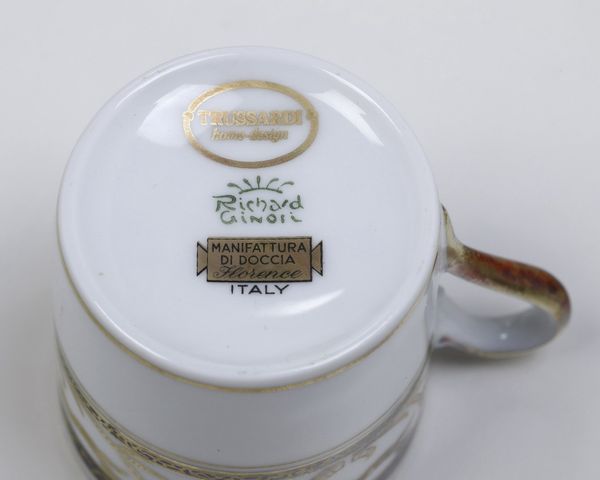 TRUSSARDI
home-design
Richard
GINORI
MANIFATTURA
DI DOCCIA
Florence
ITALY